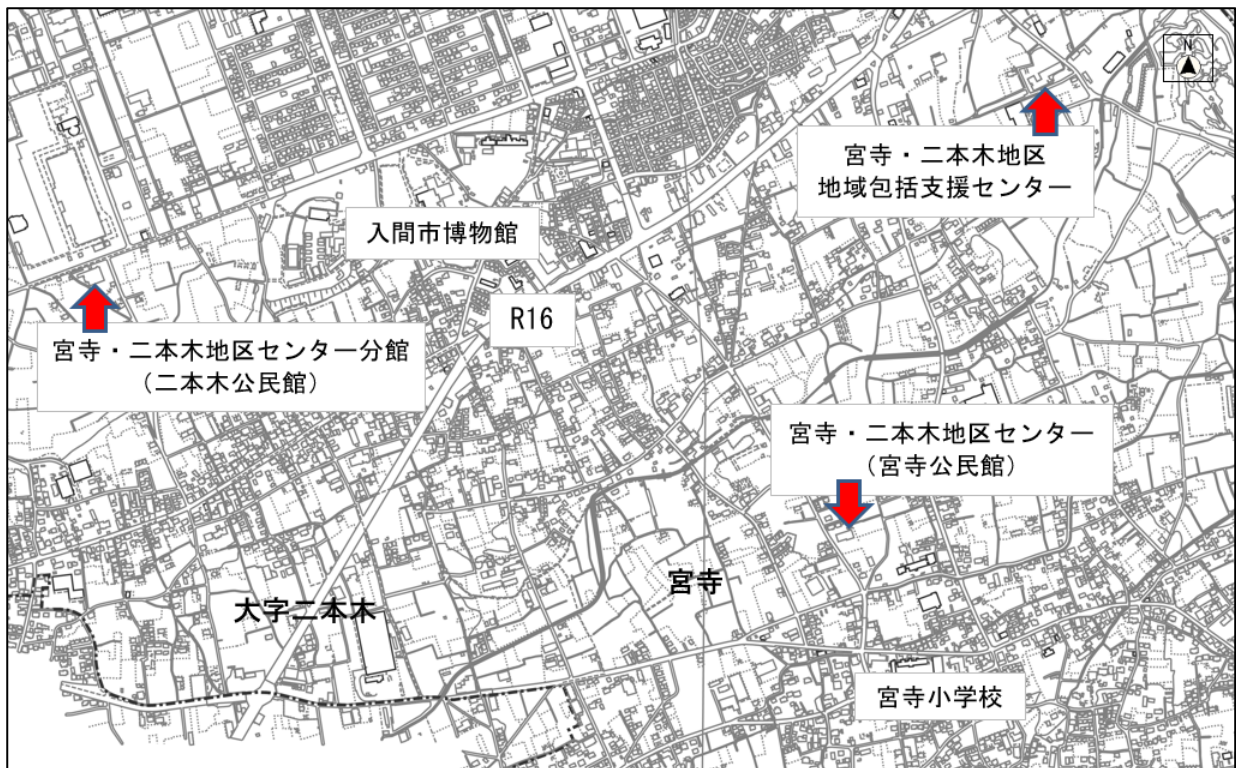 N
宮寺・二本木地区
地域包括支援センター
入間市博物館
R16
宮寺・二本木地区センター分館
（二本木公民館）
宮寺・二本木地区センター
（宮寺公民館）
宮寺
大字二本木
宮寺小学校